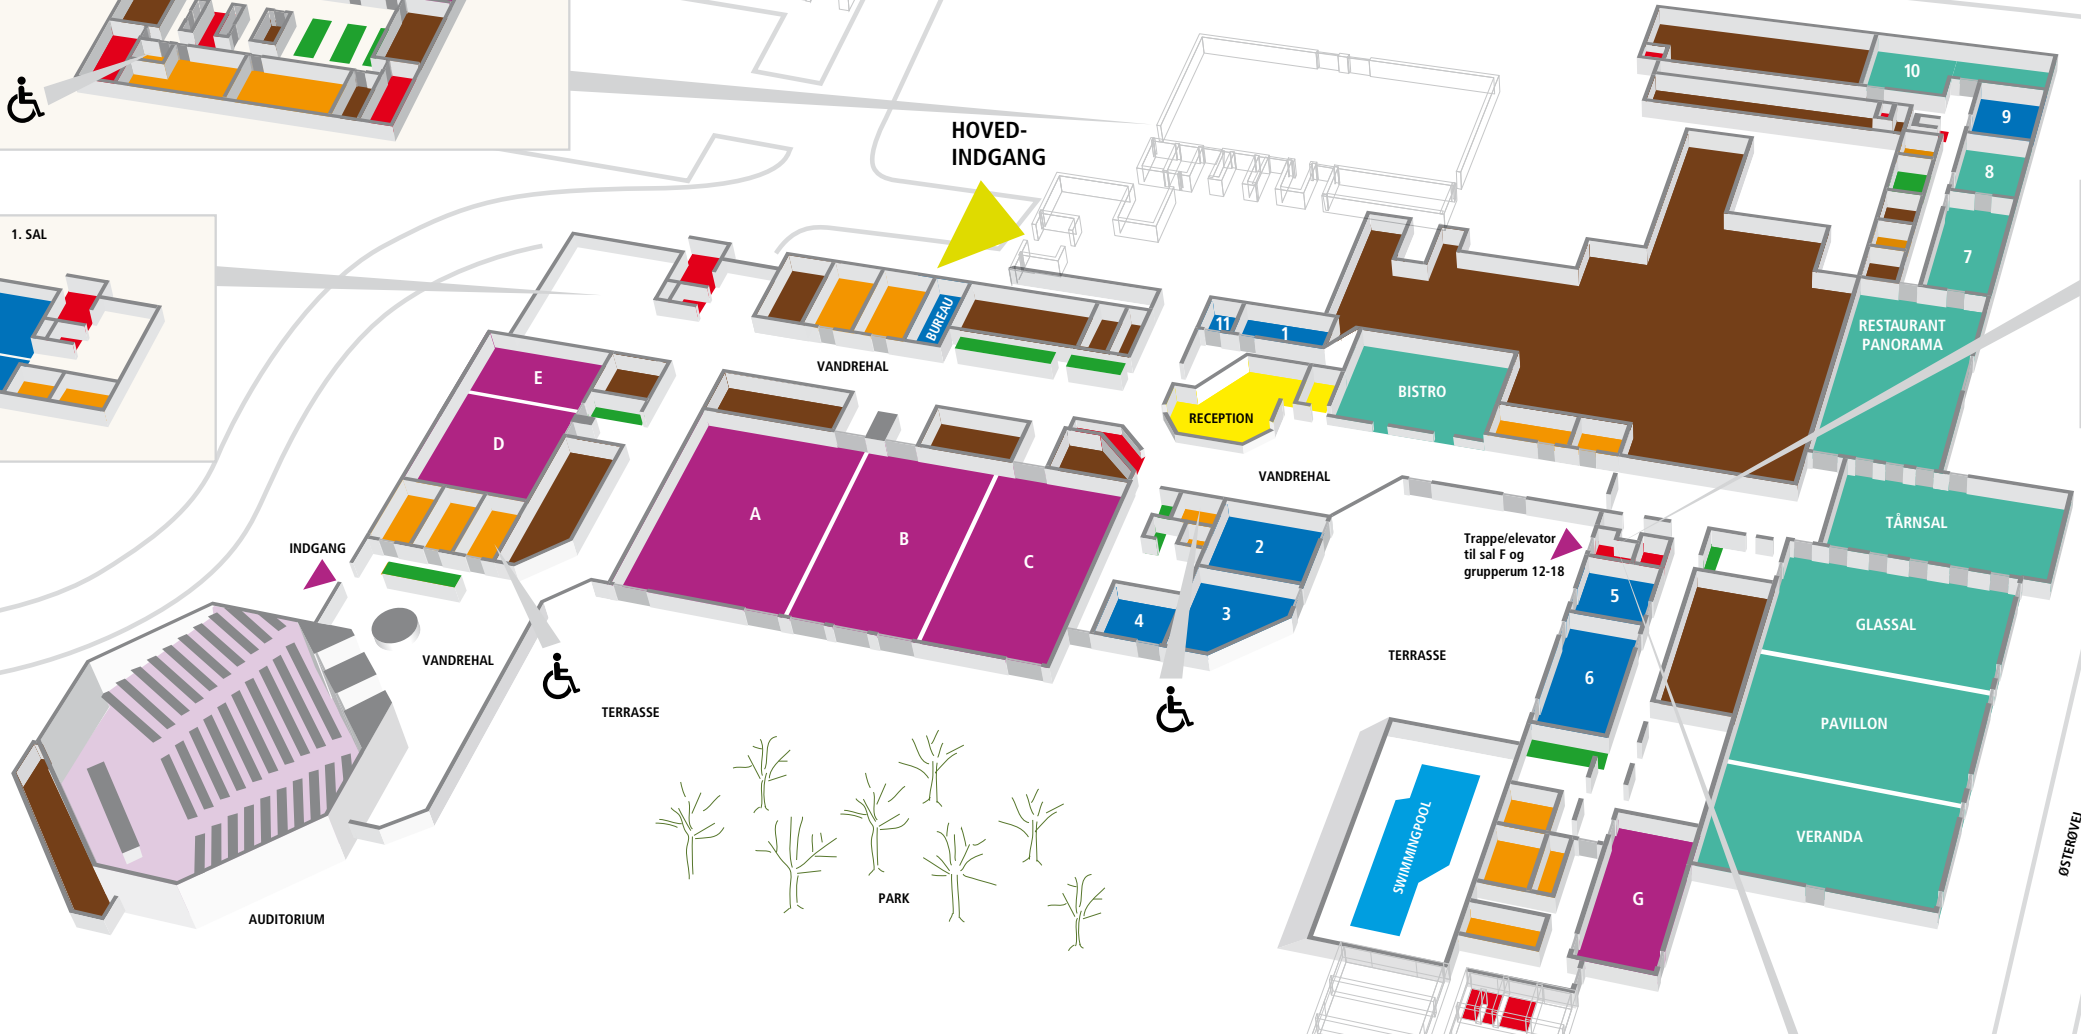 HOVED-
INDGANG
1. SAL
10
9
8
7
BUREAU
11
1
RESTAURANT
PANORAMA
VANDREHAL
E
BISTRO
RECEPTION
D
VANDREHAL
A
B
C
TÅRNSAL
INDGANG
2
Trappe/elevator
til sal F og
grupperum 12-18
5
3
4
GLASSAL
VANDREHAL
TERRASSE
6
TERRASSE
PAVILLON
SWIMMINGPOOL
VERANDA
ØSTERØVEJ
PARK
G
AUDITORIUM